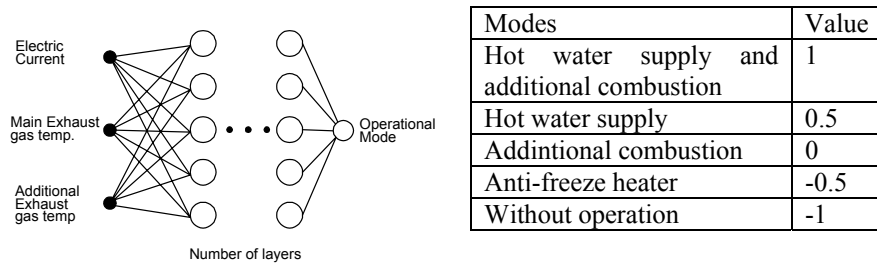 Electric
Current
Main Exhaust
gas temp.
Additional
Exhaust
gas temp
Operational
Mode
Number of layers
Modes Value
Hot water supply and 1
additional combustion
Hot water supply 0.5
Addintional combustion 0
Anti-freeze heater -0.5
Without operation -1